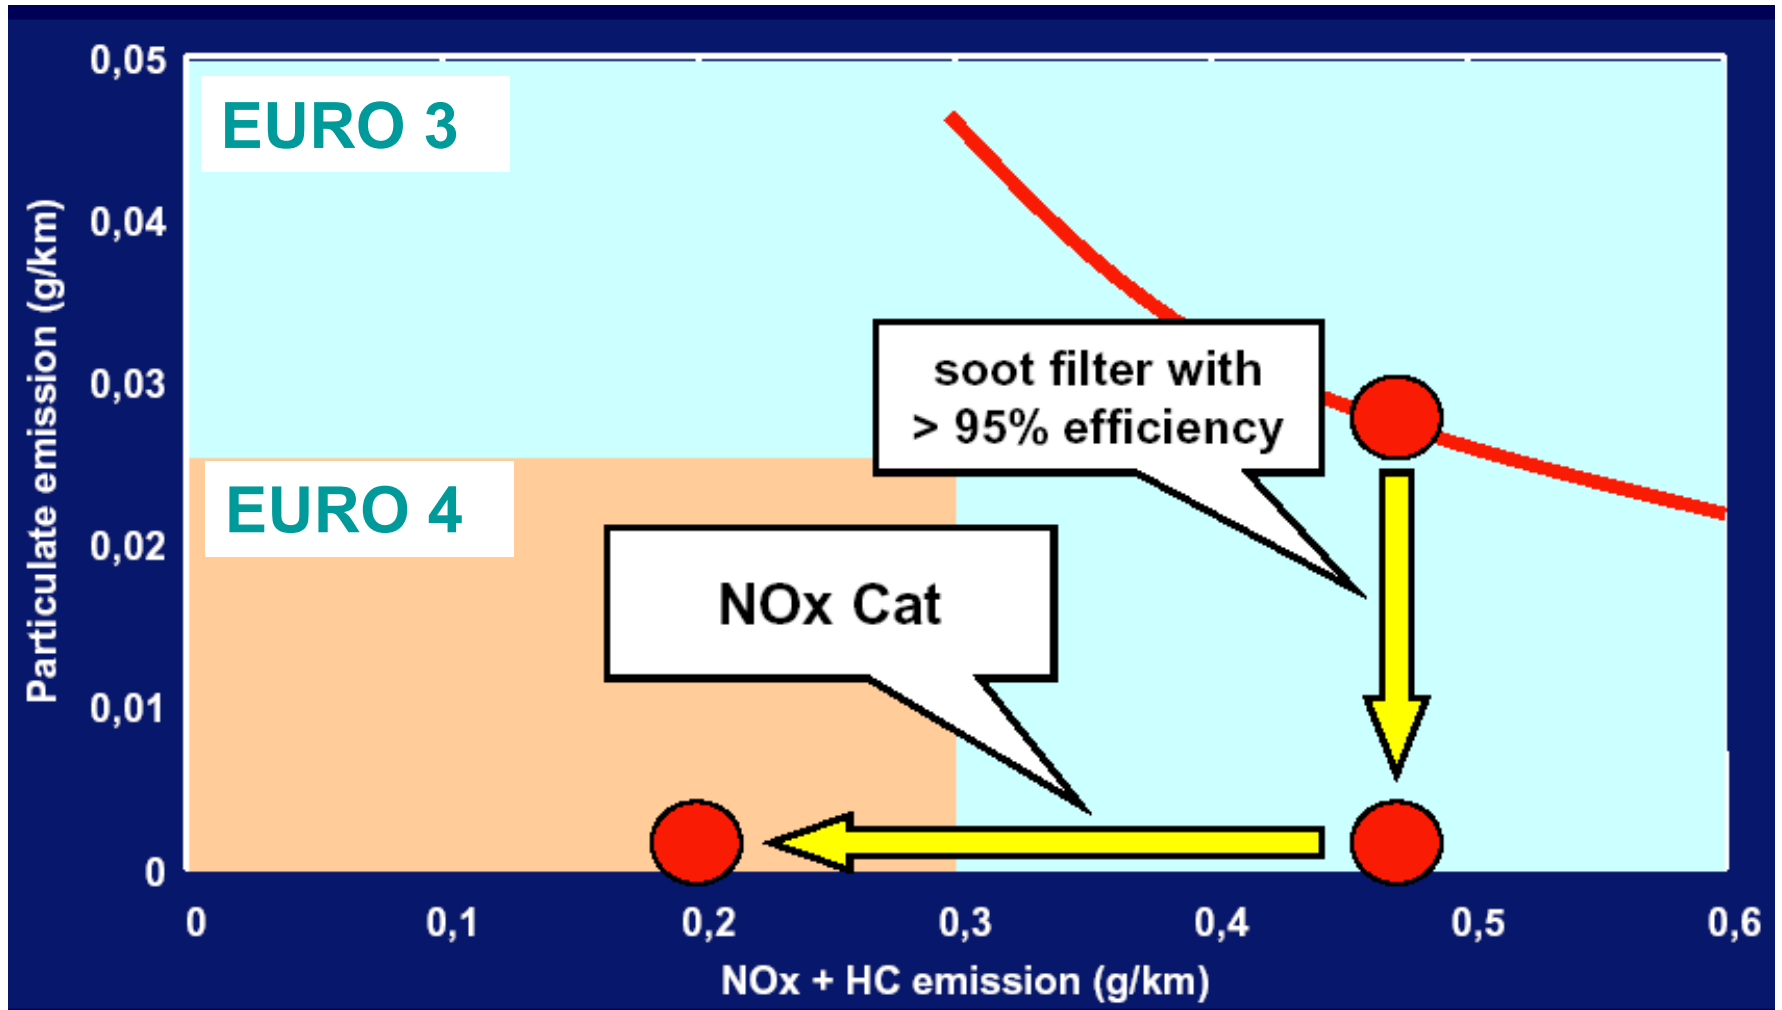 0,05
EURO 3
0,04
Particulate emission (g/km)
soot filter with
> 95% efficiency
0,03
EURO 4
0,02
NOx Cat
0,01
0
0
0,1
0,2
0,3
0,4
0,5
0,6
NOx + HC emission (g/km)